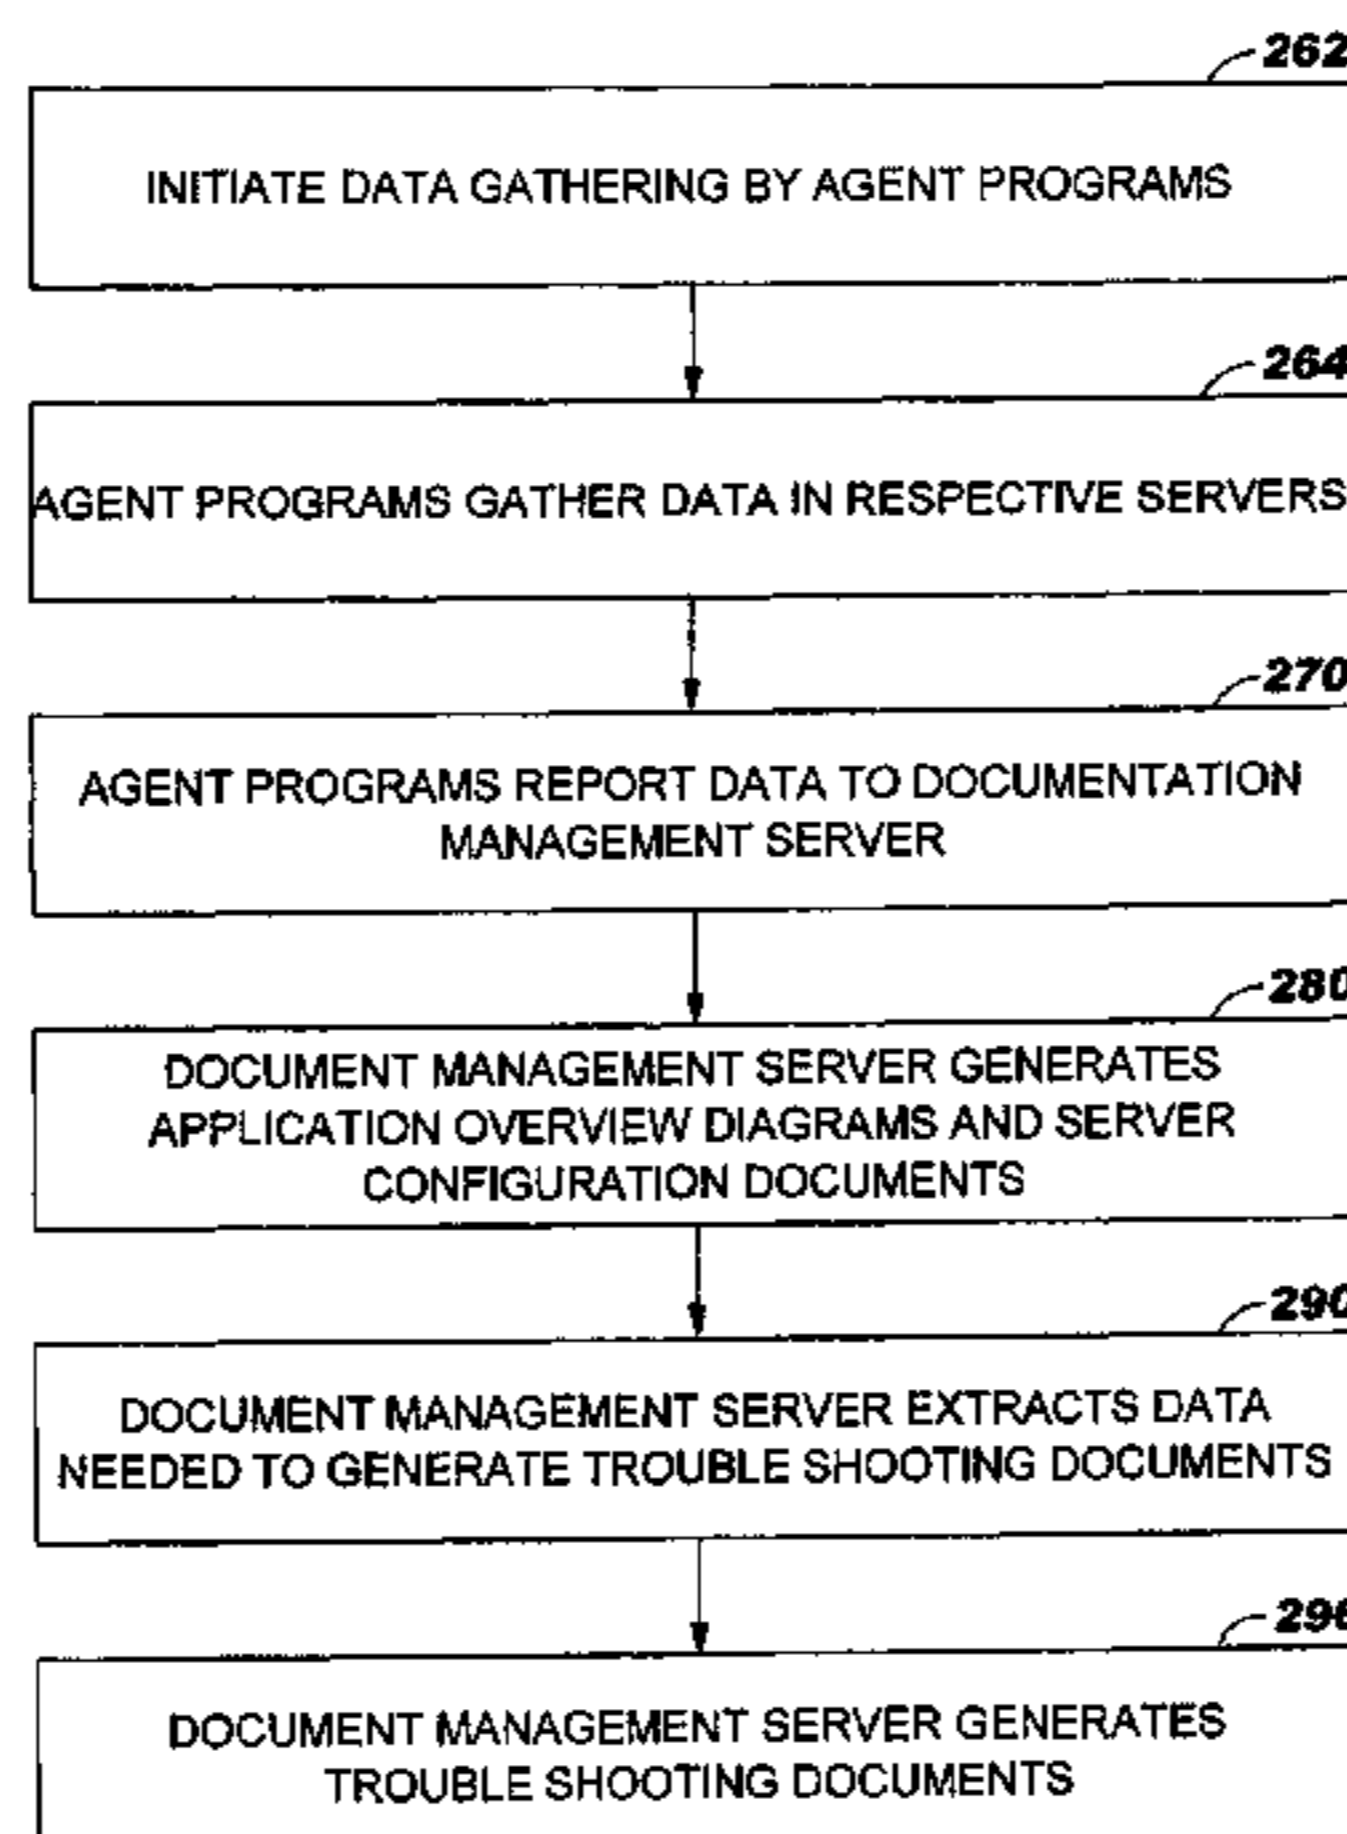 262
INITIATE DATA GATHERING BY AGENT PROGRAMS
264
AGENT PROGRAMS GATHER DATA IN RESPECTIVE SERVERS
270
AGENT PROGRAMS REPORT DATA TO DOCUMENTATION
MANAGEMENT SERVER
280
DOCUMENT MANAGEMENT SERVER GENERATES
APPLICATION OVERVIEW DIAGRAMS AND SERVER
CONFIGURATION DOCUMENTS
290
DOCUMENT MANAGEMENT SERVER EXTRACTS DATA
NEEDED TO GENERATE TROUBLE SHOOTING DOCUMENTS
DOCUMENT MANAGEMENT SERVER GENERATES
TROUBLE SHOOTING DOCUMENTS